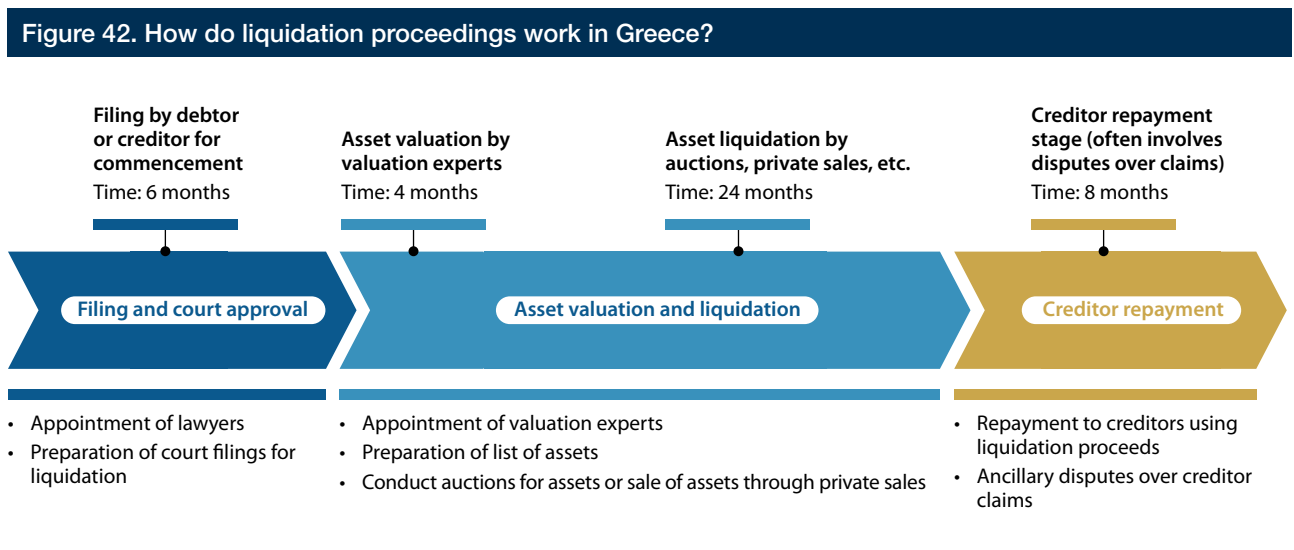 Figure 42. How do liquidation proceedings work in Greece?
Filing by debtor
or creditor for
commencement
Time: 6 months
Asset valuation by
valuation experts
Time: 4 months
Asset liquidation by
auctions, private sales, etc.
Time: 24 months
Creditor repayment
stage (often involves
disputes over claims)
Time: 8 months
Filing and court approval
Asset valuation and liquidation
Creditor repayment
• Appointment of lawyers
• Preparation of court filings for
liquidation
• Appointment of valuation experts
• Preparation of list of assets
• Conduct auctions for assets or sale of assets through private sales
• Repayment to creditors using
liquidation proceeds
• Ancillary disputes over creditor
claims